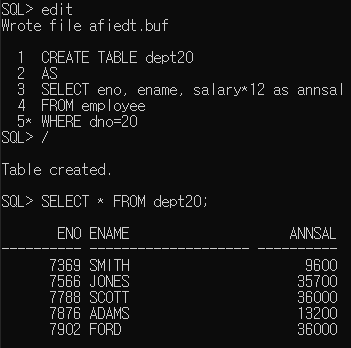 SQL> edit
Wrote file afiedt.buf
  1  CREATE TABLE dept20
  2  AS
  3  SELECT eno, ename, salary*12 as annsal
  4  FROM employee
  5* WHERE dno=20
SQL> /
Table created.
SQL> SELECT * FROM dept20;
       ENO ENAME                    ANNSAL
---------- -------------------- ----------
      7369 SMITH                      9600
      7566 JONES                     35700
      7788 SCOTT                     36000
      7876 ADAMS                     13200
      7902 FORD                      36000